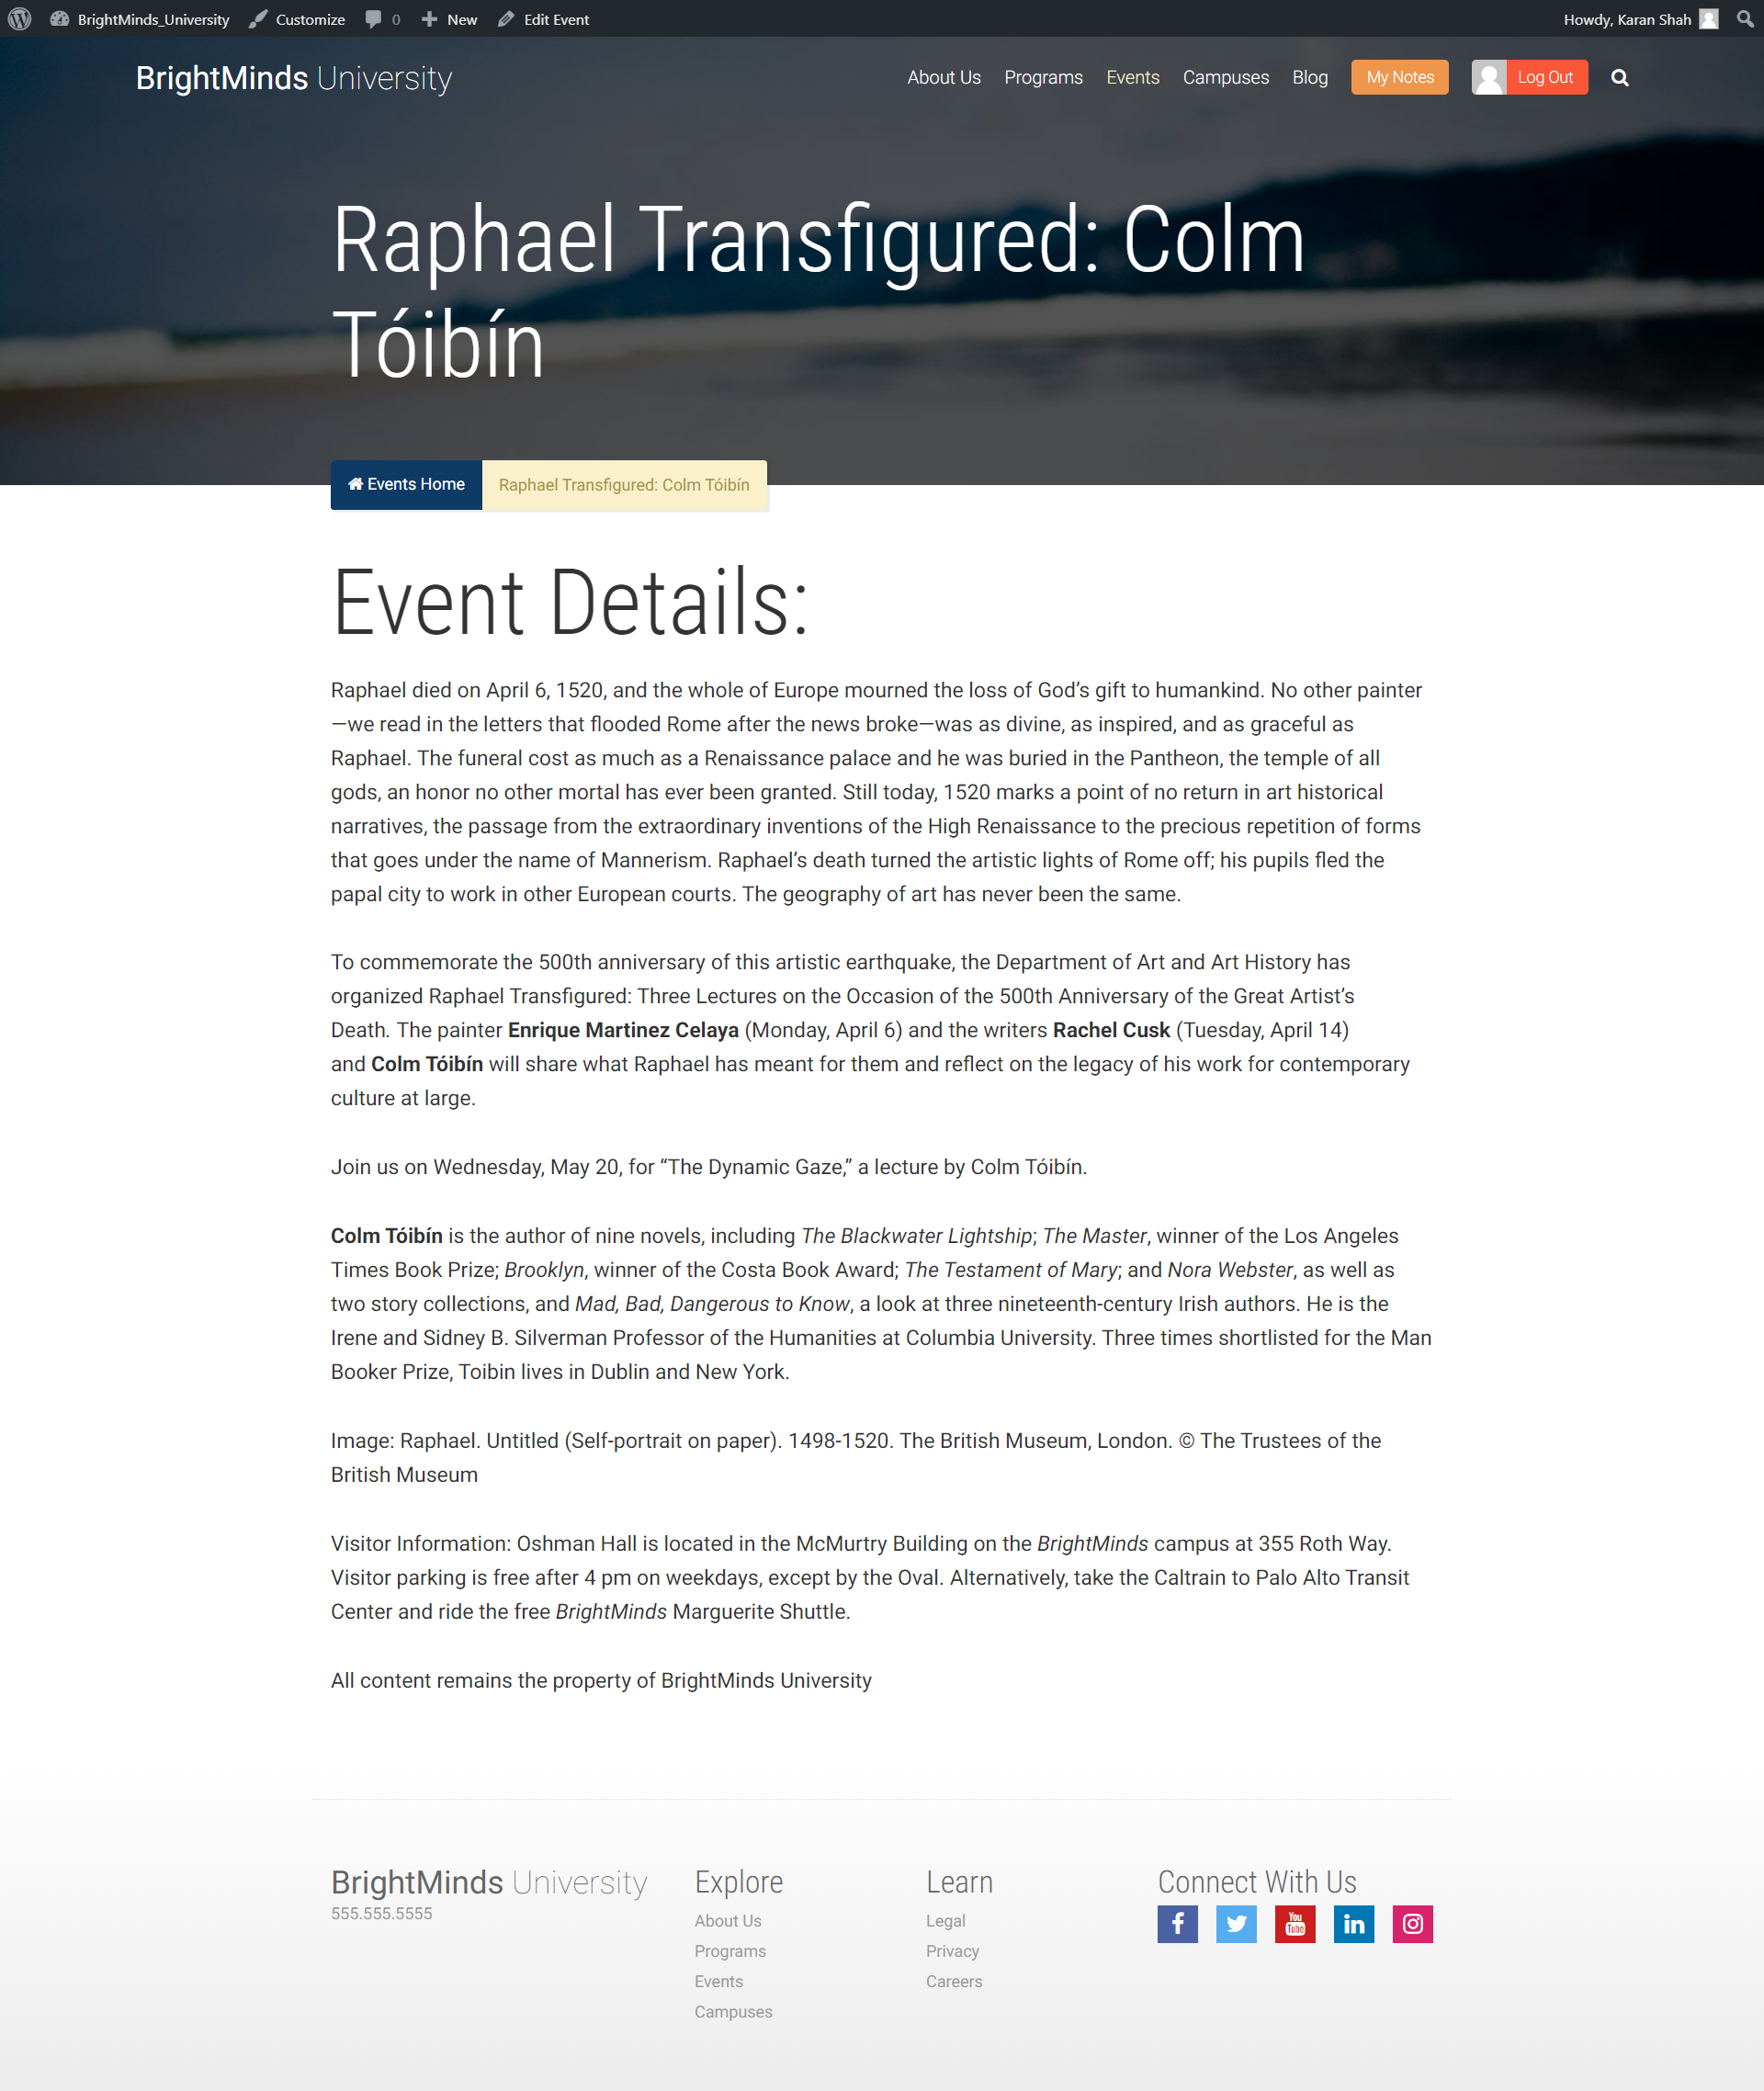 BrightMinds_University Customize 0 New Edit Event Howdy, Karan Shah
BrightMinds University About Us Programs Events Campuses Blog My Notes Log Out
Raphael Transfigured: Colm
Tóibín
Events Home Raphael Transfigured: Colm Tóibín
Event Details:
Raphael died on April 6, 1520, and the whole of Europe mourned the loss of God’s gift to humankind. No other painter
—we read in the letters that flooded Rome after the news broke—was as divine, as inspired, and as graceful as
Raphael. The funeral cost as much as a Renaissance palace and he was buried in the Pantheon, the temple of all
gods, an honor no other mortal has ever been granted. Still today, 1520 marks a point of no return in art historical
narratives, the passage from the extraordinary inventions of the High Renaissance to the precious repetition of forms
that goes under the name of Mannerism. Raphael’s death turned the artistic lights of Rome off; his pupils fled the
papal city to work in other European courts. The geography of art has never been the same.
To commemorate the 500th anniversary of this artistic earthquake, the Department of Art and Art History has
organized Raphael Transfigured: Three Lectures on the Occasion of the 500th Anniversary of the Great Artist’s
Death. The painter Enrique Martinez Celaya (Monday, April 6) and the writers Rachel Cusk (Tuesday, April 14)
and Colm Tóibín will share what Raphael has meant for them and reflect on the legacy of his work for contemporary
culture at large.
Join us on Wednesday, May 20, for “The Dynamic Gaze,” a lecture by Colm Tóibín.
Colm Tóibín is the author of nine novels, including The Blackwater Lightship; The Master, winner of the Los Angeles
Times Book Prize; Brooklyn, winner of the Costa Book Award; The Testament of Mary; and Nora Webster, as well as
two story collections, and Mad, Bad, Dangerous to Know, a look at three nineteenth-century Irish authors. He is the
Irene and Sidney B. Silverman Professor of the Humanities at Columbia University. Three times shortlisted for the Man
Booker Prize, Toibin lives in Dublin and New York.
Image: Raphael. Untitled (Self-portrait on paper). 1498-1520. The British Museum, London. © The Trustees of the
British Museum
Visitor Information: Oshman Hall is located in the McMurtry Building on the BrightMinds campus at 355 Roth Way.
Visitor parking is free after 4 pm on weekdays, except by the Oval. Alternatively, take the Caltrain to Palo Alto Transit
Center and ride the free BrightMinds Marguerite Shuttle.
All content remains the property of BrightMinds University
BrightMinds University
555.555.5555
Explore
About Us
Programs
Events
Campuses
Learn
Legal
Privacy
Careers
Connect With Us
You
Tube